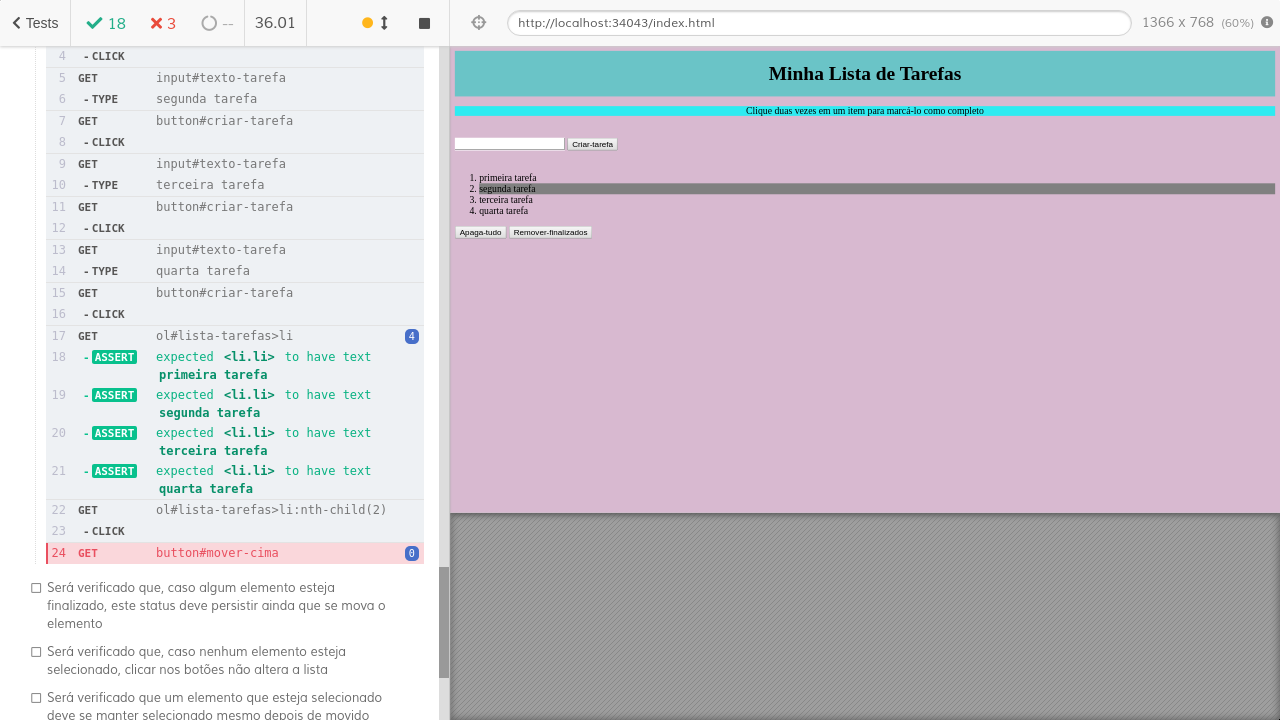 Tests
18
3
--
36.01
http://localhost:34043/index.html
1366 x 768 (60%)
4 - CLICK
5 GET input#texto-tarefa
6 - TYPE segunda tarefa
7 GET button#criar-tarefa
8 - CLICK
9 GET input#texto-tarefa
10 - TYPE terceira tarefa
11 GET button#criar-tarefa
12 - CLICK
13 GET input#texto-tarefa
14 - TYPE quarta tarefa
15 GET button#criar-tarefa
16 - CLICK
17 GET ol#lista-tarefas>li 4
18 - ASSERT expected <li.li> to have text
primeira tarefa
19 - ASSERT expected <li.li> to have text
segunda tarefa
20 - ASSERT expected <li.li> to have text
terceira tarefa
21 - ASSERT expected <li.li> to have text
quarta tarefa
22 GET ol#lista-tarefas>li:nth-child(2)
23 - CLICK
24 GET button#mover-cima 0
Será verificado que, caso algum elemento esteja
finalizado, este status deve persistir ainda que se mova o
elemento
Será verificado que, caso nenhum elemento esteja
selecionado, clicar nos botões não altera a lista
Será verificado que um elemento que esteja selecionado
deve se manter selecionado mesmo depois de movido
Minha Lista de Tarefas
Clique duas vezes em um item para marcá-lo como completo
Criar-tarefa
1. primeira tarefa
2. segunda tarefa
3. terceira tarefa
4. quarta tarefa
Apaga-tudo Remover-finalizados